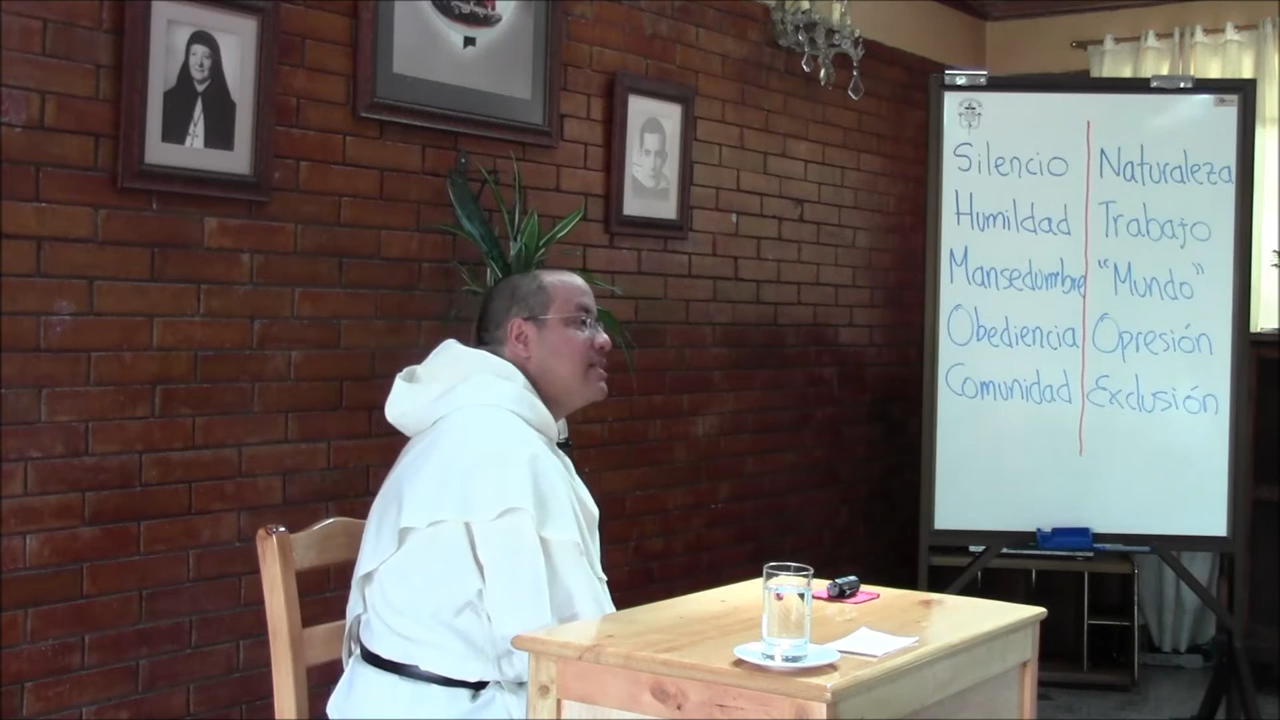 Silencio Naturaleza
Humildad Trabajo
Mansedumbre "Mundo"
Obediencia Opresión
Comunidad Exclusión